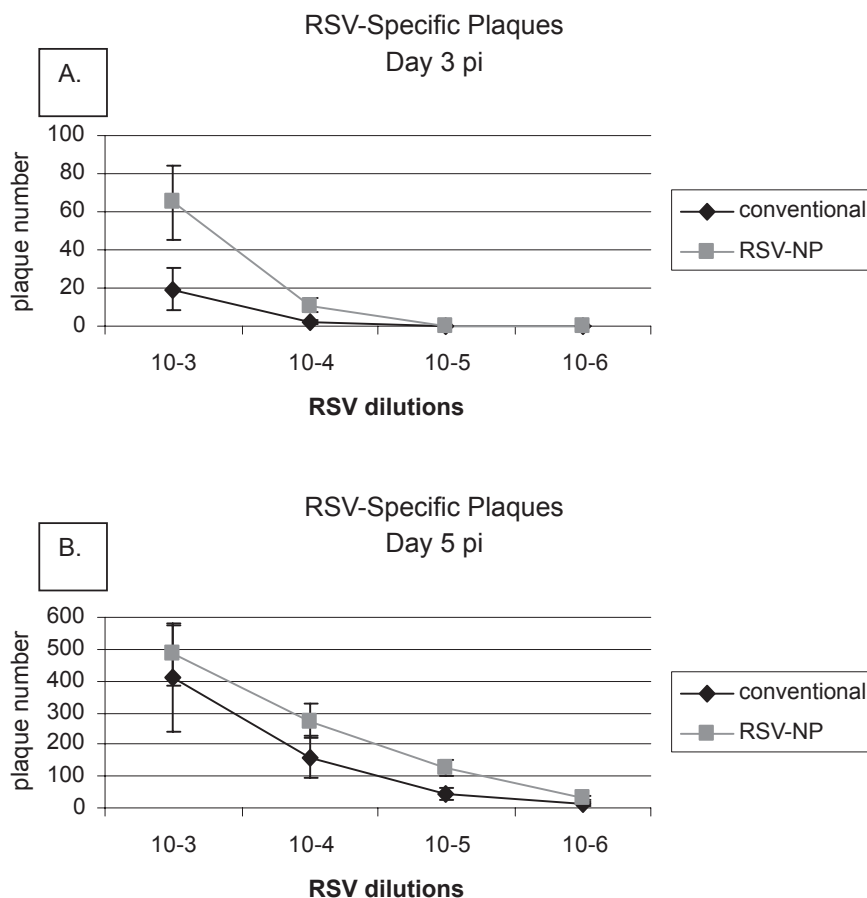 RSV-Specific Plaques
Day 3 pi
A.
100
80
60
40
20
0
plaque number
10-3 10-4 10-5 10-6
RSV dilutions
conventional
RSV-NP
RSV-Specific Plaques
Day 5 pi
B.
600
500
400
300
200
100
0
plaque number
10-3 10-4 10-5 10-6
RSV dilutions
conventional
RSV-NP